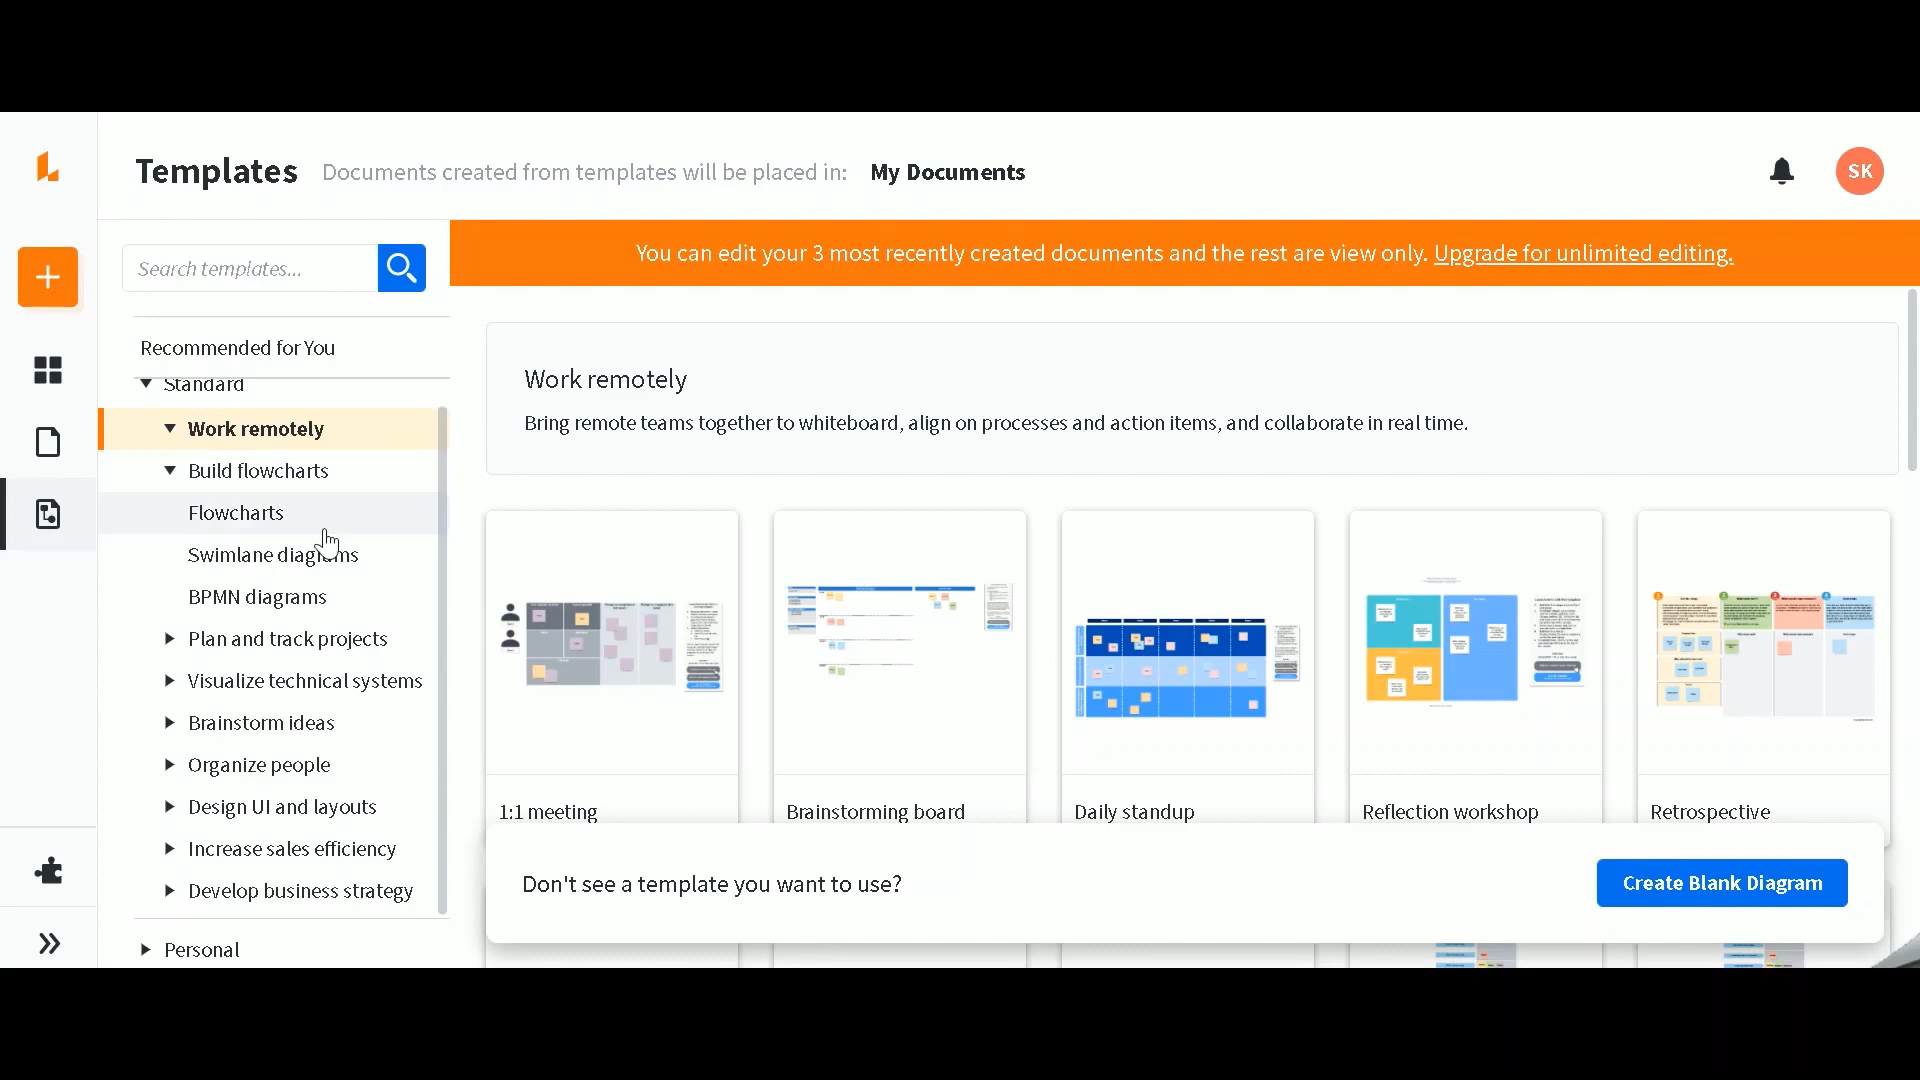 Templates
Documents created from templates will be placed in: My Documents
SK
Search templates...
You can edit your 3 most recently created documents and the rest are view only. Upgrade for unlimited editing.
Recommended for You
Standard
Work remotely
Build flowcharts
Flowcharts
Swimlane diagrams
BPMN diagrams
Plan and track projects
Visualize technical systems
Brainstorm ideas
Organize people
Design UI and layouts
Increase sales efficiency
Develop business strategy
Personal
Work remotely
Bring remote teams together to whiteboard, align on processes and action items, and collaborate in real time.
1:1 meeting
Brainstorming board
Daily standup
Reflection workshop
Retrospective
Don't see a template you want to use?
Create Blank Diagram